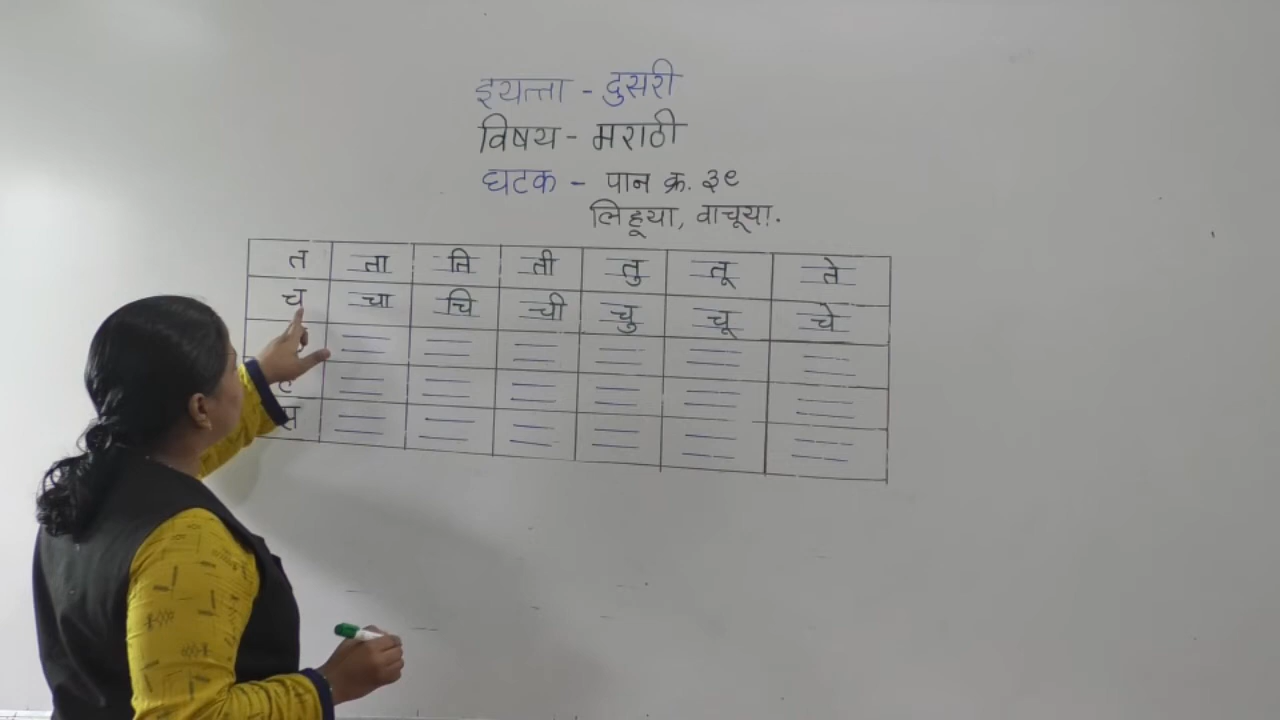 इयत्ता - दुसरी
विषय - मराठी
घटक - पान क्र. ३९
लिहूया, वाचूया.
त ता ति ती तु तू ते
च चा चि ची चु चू चे